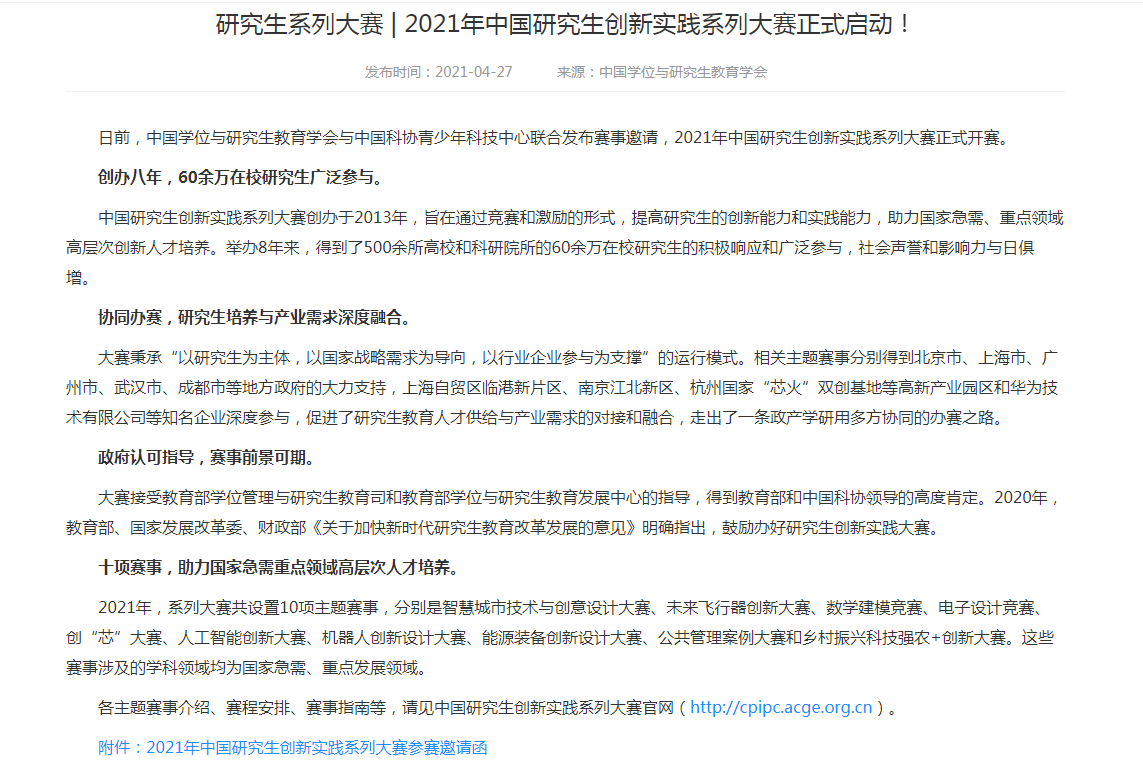 研究生系列大赛 | 2021年中国研究生创新实践系列大赛正式启动！
发布时间：2021-04-27 来源：中国学位与研究生教育学会
日前，中国学位与研究生教育学会与中国科协青少年科技中心联合发布赛事邀请，2021年中国研究生创新实践系列大赛正式开赛。
创办八年，60余万在校研究生广泛参与。
中国研究生创新实践系列大赛创办于2013年，旨在通过竞赛和激励的形式，提高研究生的创新能力和实践能力，助力国家急需、重点领域
高层次创新人才培养。举办8年来，得到了500余所高校和科研院所的60余万在校研究生的积极响应和广泛参与，社会声誉和影响力与日俱
增。
协同办赛，研究生培养与产业需求深度融合。
大赛秉承“以研究生为主体，以国家战略需求为导向，以行业企业参与为支撑”的运行模式。相关主题赛事分别得到北京市、上海市、广
州市、武汉市、成都市等地方政府的大力支持，上海自贸区临港新片区、南京江北新区、杭州国家“芯火”双创基地等高新产业园区和华为技
术有限公司等知名企业深度参与，促进了研究生教育人才供给与产业需求的对接和融合，走出了一条政产学研用多方协同的办赛之路。
政府认可指导，赛事前景可期。
大赛接受教育部学位管理与研究生教育司和教育部学位与研究生教育发展中心的指导，得到教育部和中国科协领导的高度肯定。2020年，
教育部、国家发展改革委、财政部《关于加快新时代研究生教育改革发展的意见》明确指出，鼓励办好研究生创新实践大赛。
十项赛事，助力国家急需重点领域高层次人才培养。
2021年，系列大赛共设置10项主题赛事，分别是智慧城市技术与创意设计大赛、未来飞行器创新大赛、数学建模竞赛、电子设计竞赛、
创“芯”大赛、人工智能创新大赛、机器人创新设计大赛、能源装备创新设计大赛、公共管理案例大赛和乡村振兴科技强农+创新大赛。这些
赛事涉及的学科领域均为国家急需、重点发展领域。
各主题赛事介绍、赛程安排、赛事指南等，请见中国研究生创新实践系列大赛官网（http://cpipc.acge.org.cn）。
附件：2021年中国研究生创新实践系列大赛参赛邀请函